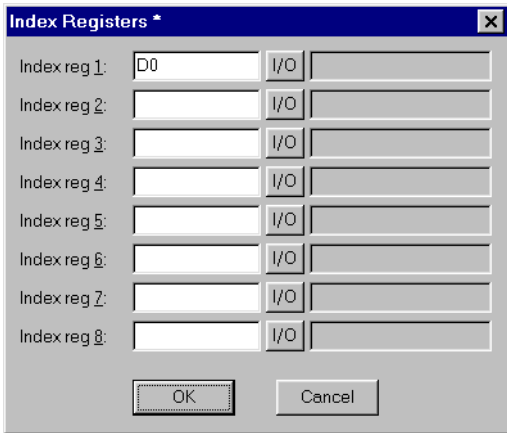 Index Registers *
Index reg 1: D0 I/O
Index reg 2: I/O
Index reg 3: I/O
Index reg 4: I/O
Index reg 5: I/O
Index reg 6: I/O
Index reg 7: I/O
Index reg 8: I/O
OK Cancel